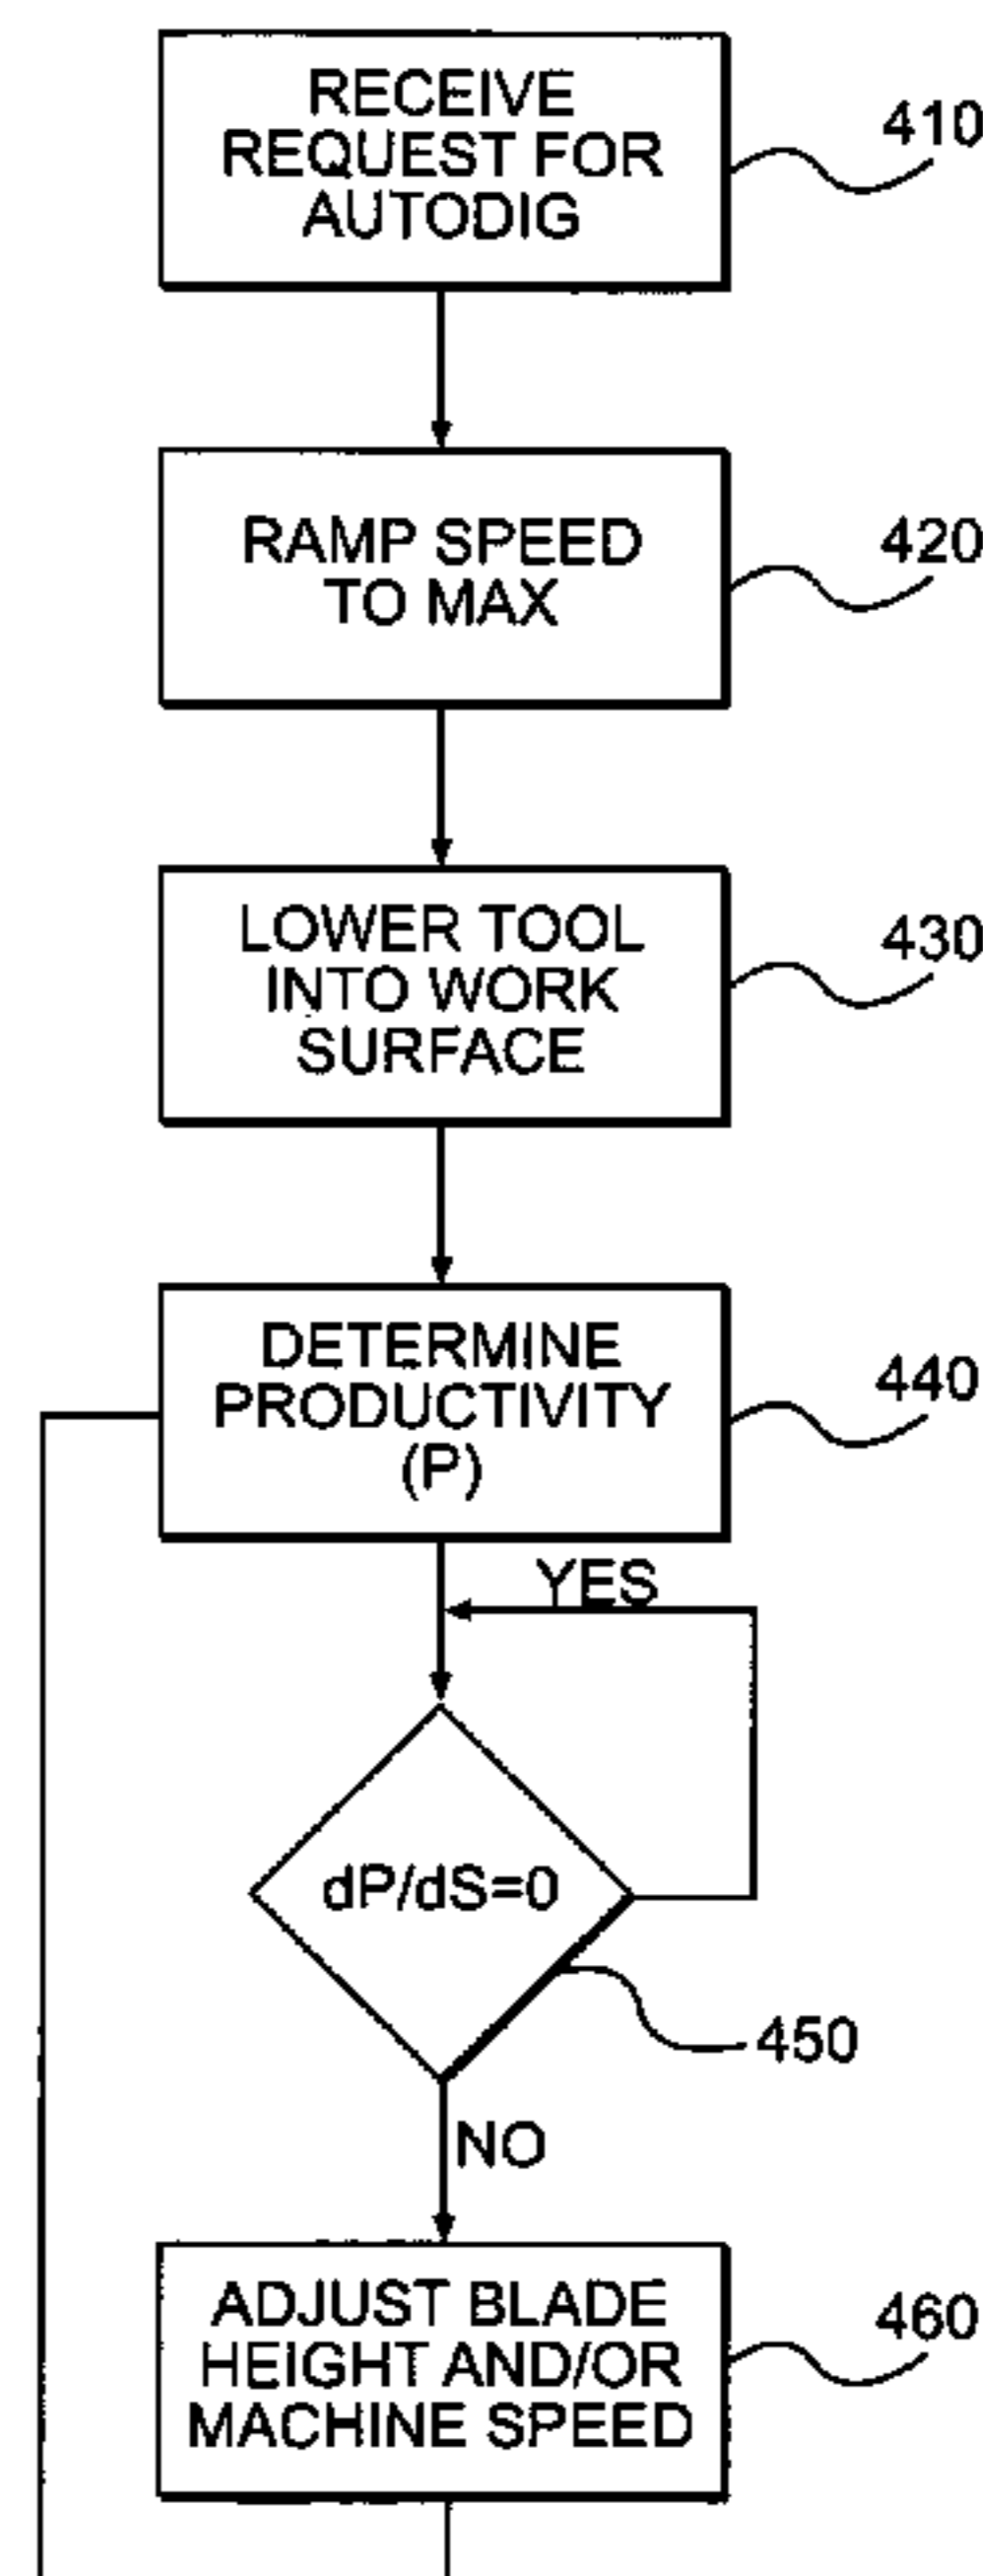 RECEIVE
REQUEST FOR
AUTODIG
410
RAMP SPEED
TO MAX
420
LOWER TOOL
INTO WORK
SURFACE
430
DETERMINE
PRODUCTIVITY
(P)
440
YES
dP/dS=0
450
NO
ADJUST BLADE
HEIGHT AND/OR
MACHINE SPEED
460